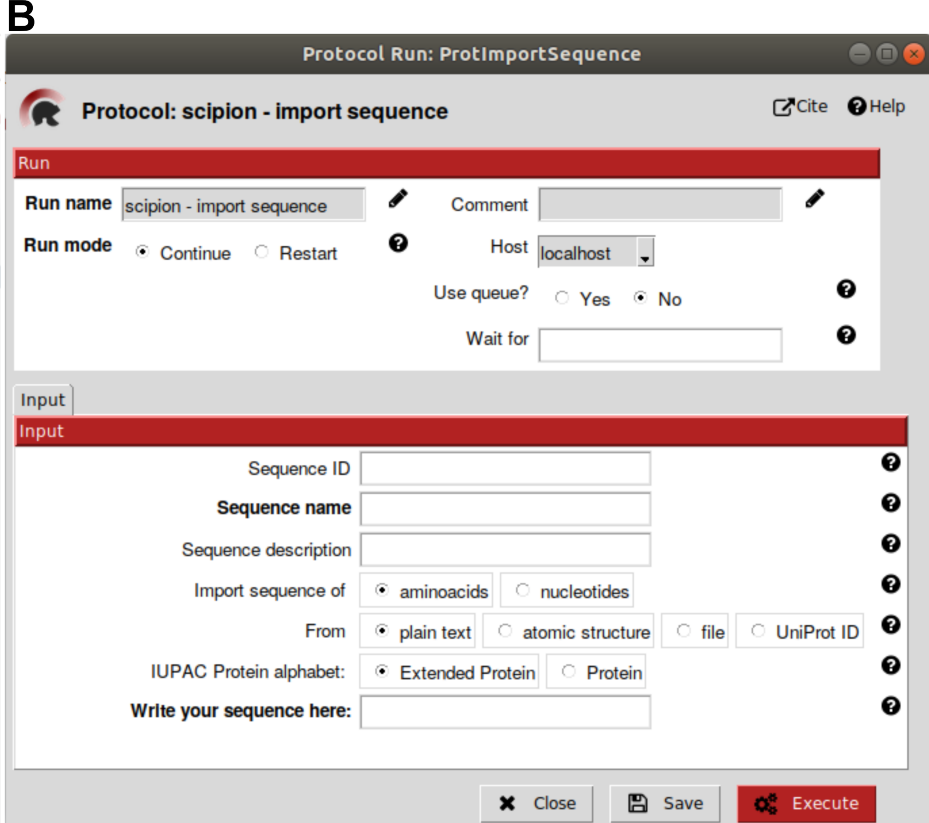 B
Protocol Run: ProtImportSequence
Protocol: scipion - import sequence Cite Help
Run
Run name scipion - import sequence Comment
Run mode Continue Restart Host localhost
Use queue? Yes No
Wait for
Input
Input
Sequence ID
Sequence name
Sequence description
Import sequence of aminoacids nucleotides
From plain text atomic structure file UniProt ID
IUPAC Protein alphabet: Extended Protein Protein
Write your sequence here:
Close Save Execute